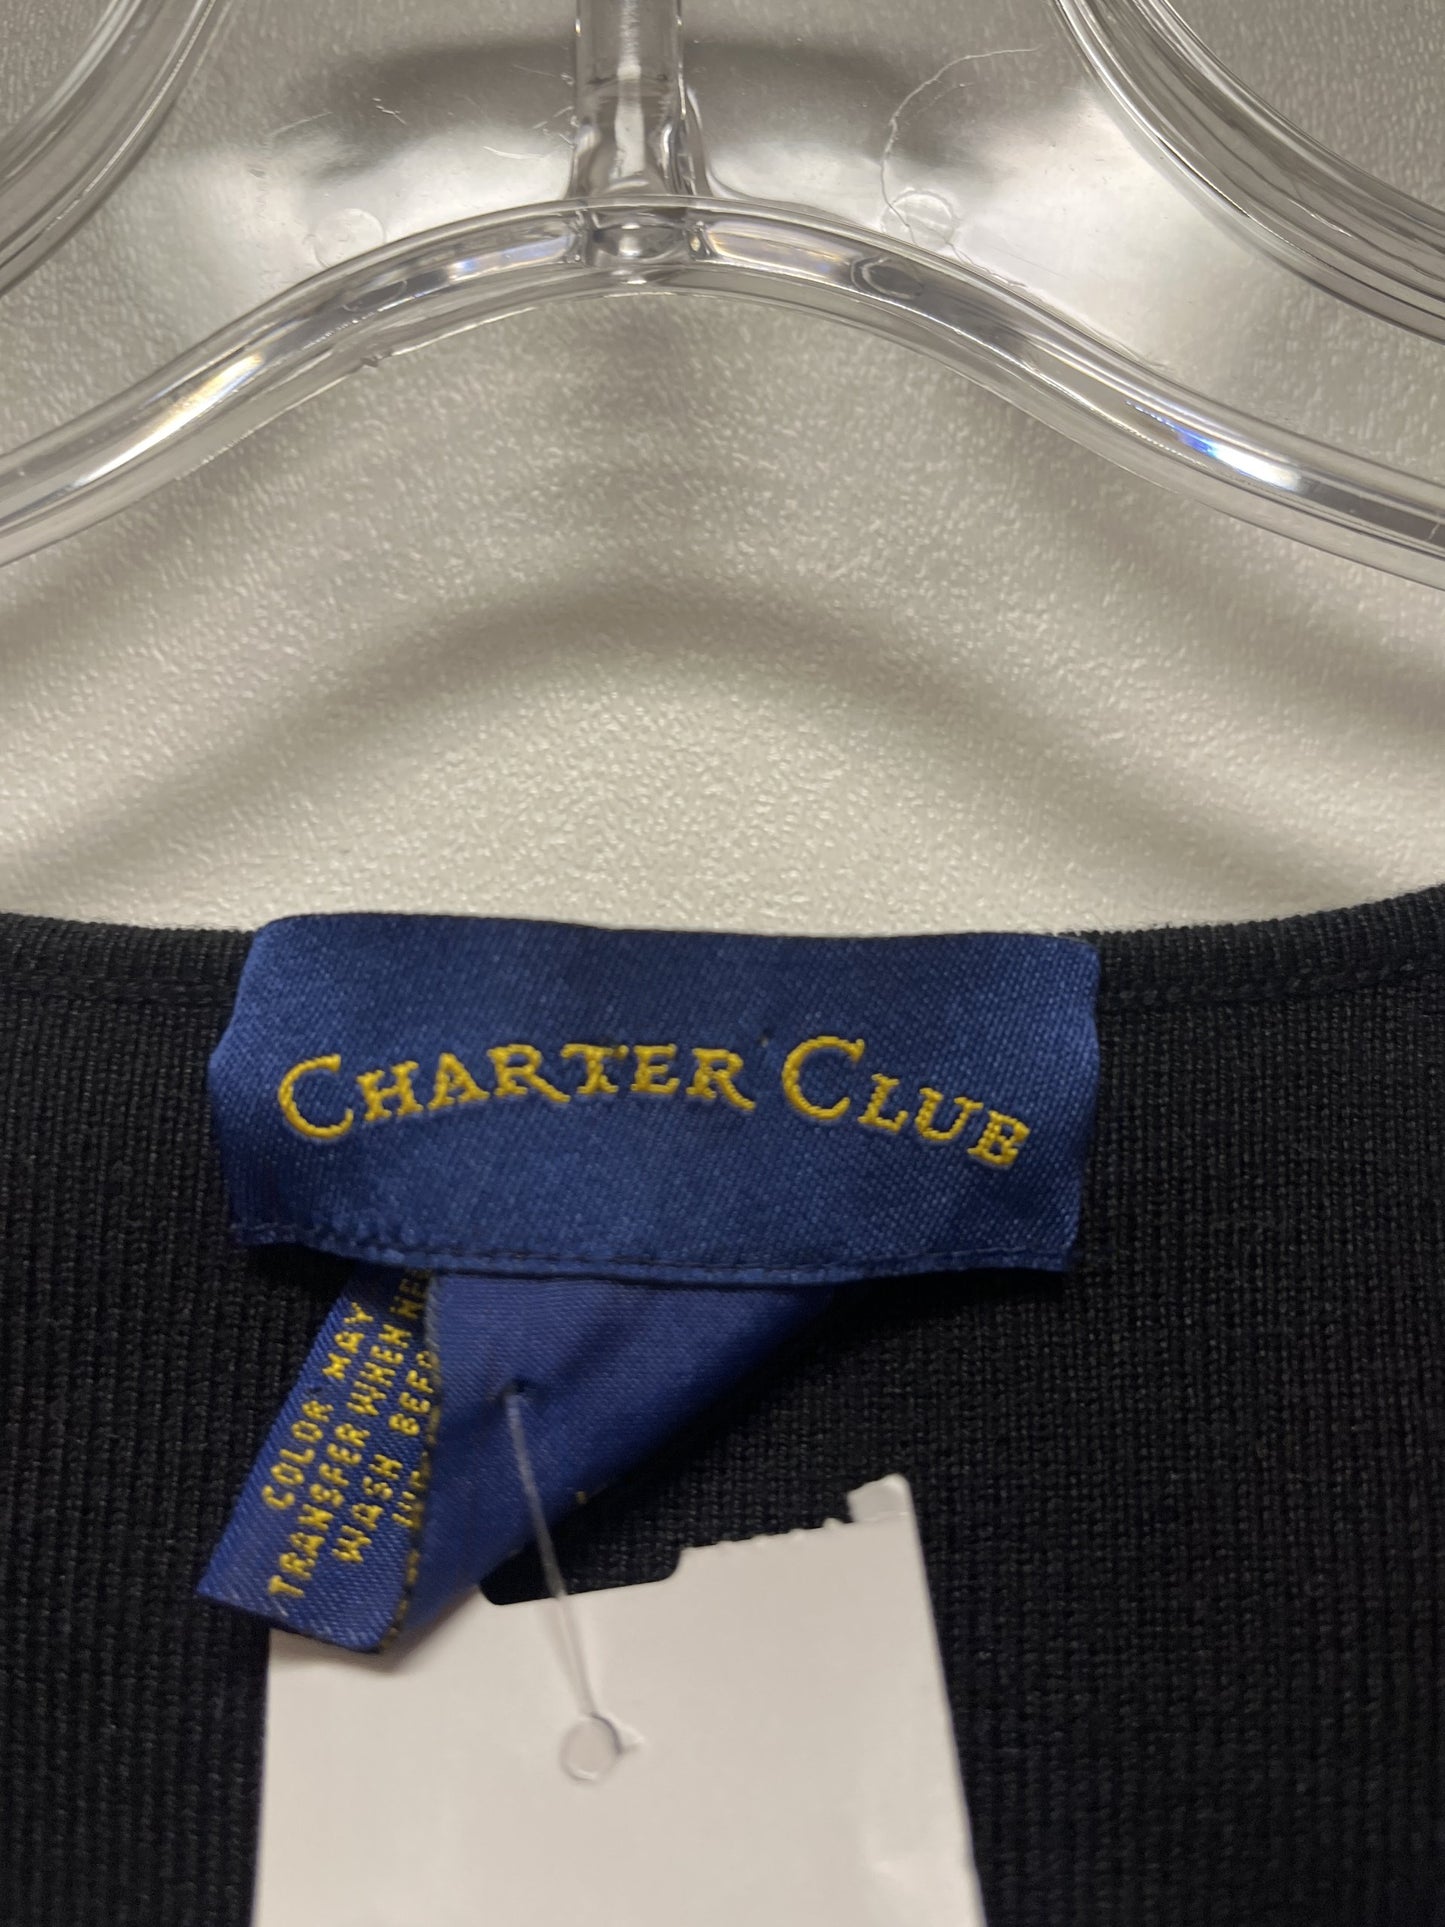 CHARTER CLUB
COLOR MAY
TRANSFER WHEN
WASH